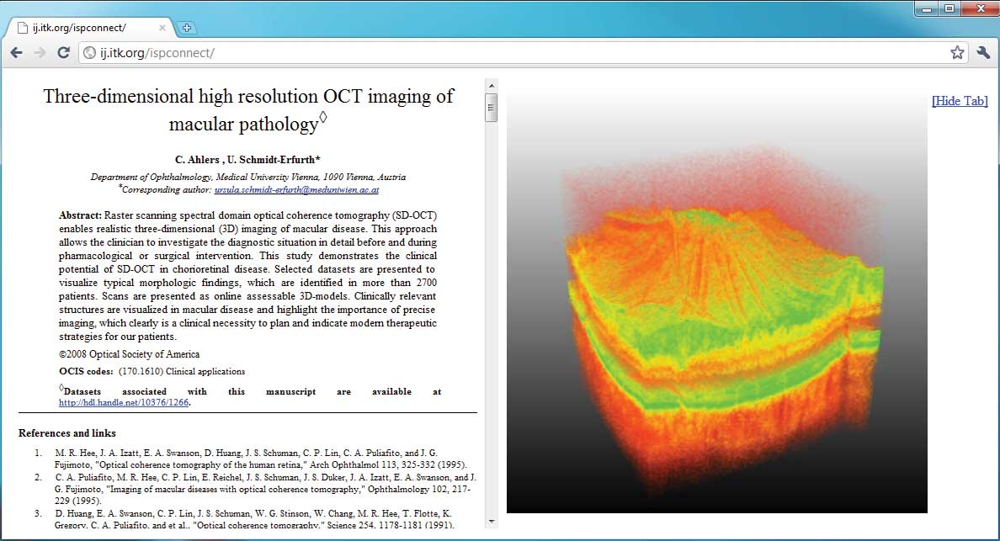 ij.itk.org/ispconnect/
ij.itk.org/ispconnect/
Three-dimensional high resolution OCT imaging of
macular pathology◊
C. Ahlers , U. Schmidt-Erfurth*
Department of Ophthalmology, Medical University Vienna, 1090 Vienna, Austria
*Corresponding author: ursula.schmidt-erfurth@meduniwien.ac.at
Abstract: Raster scanning spectral domain optical coherence tomography (SD-OCT)
enables realistic three-dimensional (3D) imaging of macular disease. This approach
allows the clinician to investigate the diagnostic situation in detail before and during
pharmacological or surgical intervention. This study demonstrates the clinical
potential of SD-OCT in chorioretinal disease. Selected datasets are presented to
visualize typical morphologic findings, which are identified in more than 2700
patients. Scans are presented as online assessable 3D-models. Clinically relevant
structures are visualized in macular disease and highlight the importance of precise
imaging, which clearly is a clinical necessity to plan and indicate modern therapeutic
strategies for our patients.
©2008 Optical Society of America
OCIS codes: (170.1610) Clinical applications
◊Datasets associated with this manuscript are available at
http://hdl.handle.net/10376/1266.
References and links
1. M. R. Hee, J. A. Izatt, E. A. Swanson, D. Huang, J. S. Schuman, C. P. Lin, C. A. Puliafito, and J. G.
Fujimoto, "Optical coherence tomography of the human retina," Arch Ophthalmol 113, 325-332 (1995).
2. C. A. Puliafito, M. R. Hee, C. P. Lin, E. Reichel, J. S. Schuman, J. S. Duker, J. A. Izatt, E. A. Swanson, and J.
G. Fujimoto, "Imaging of macular diseases with optical coherence tomography," Ophthalmology 102, 217-
229 (1995).
3. D. Huang, E. A. Swanson, C. P. Lin, J. S. Schuman, W. G. Stinson, W. Chang, M. R. Hee, T. Flotte, K.
Gregory, C. A. Puliafito, and et al., "Optical coherence tomography," Science 254, 1178-1181 (1991).
[Hide Tab]